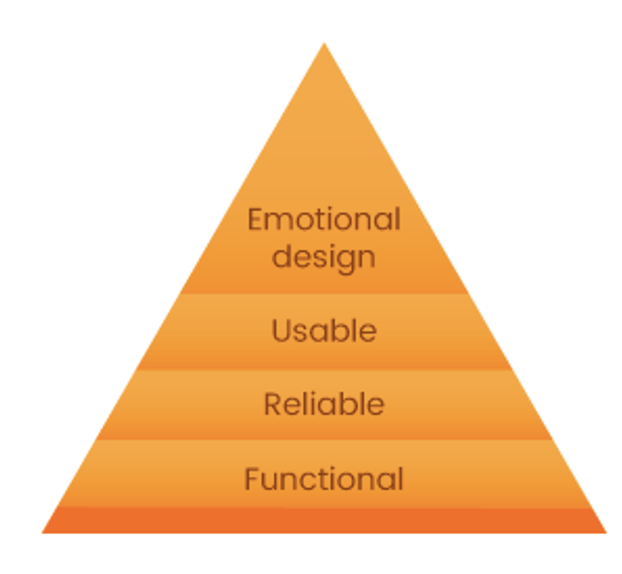 Emotional
design
Usable
Reliable
Functional